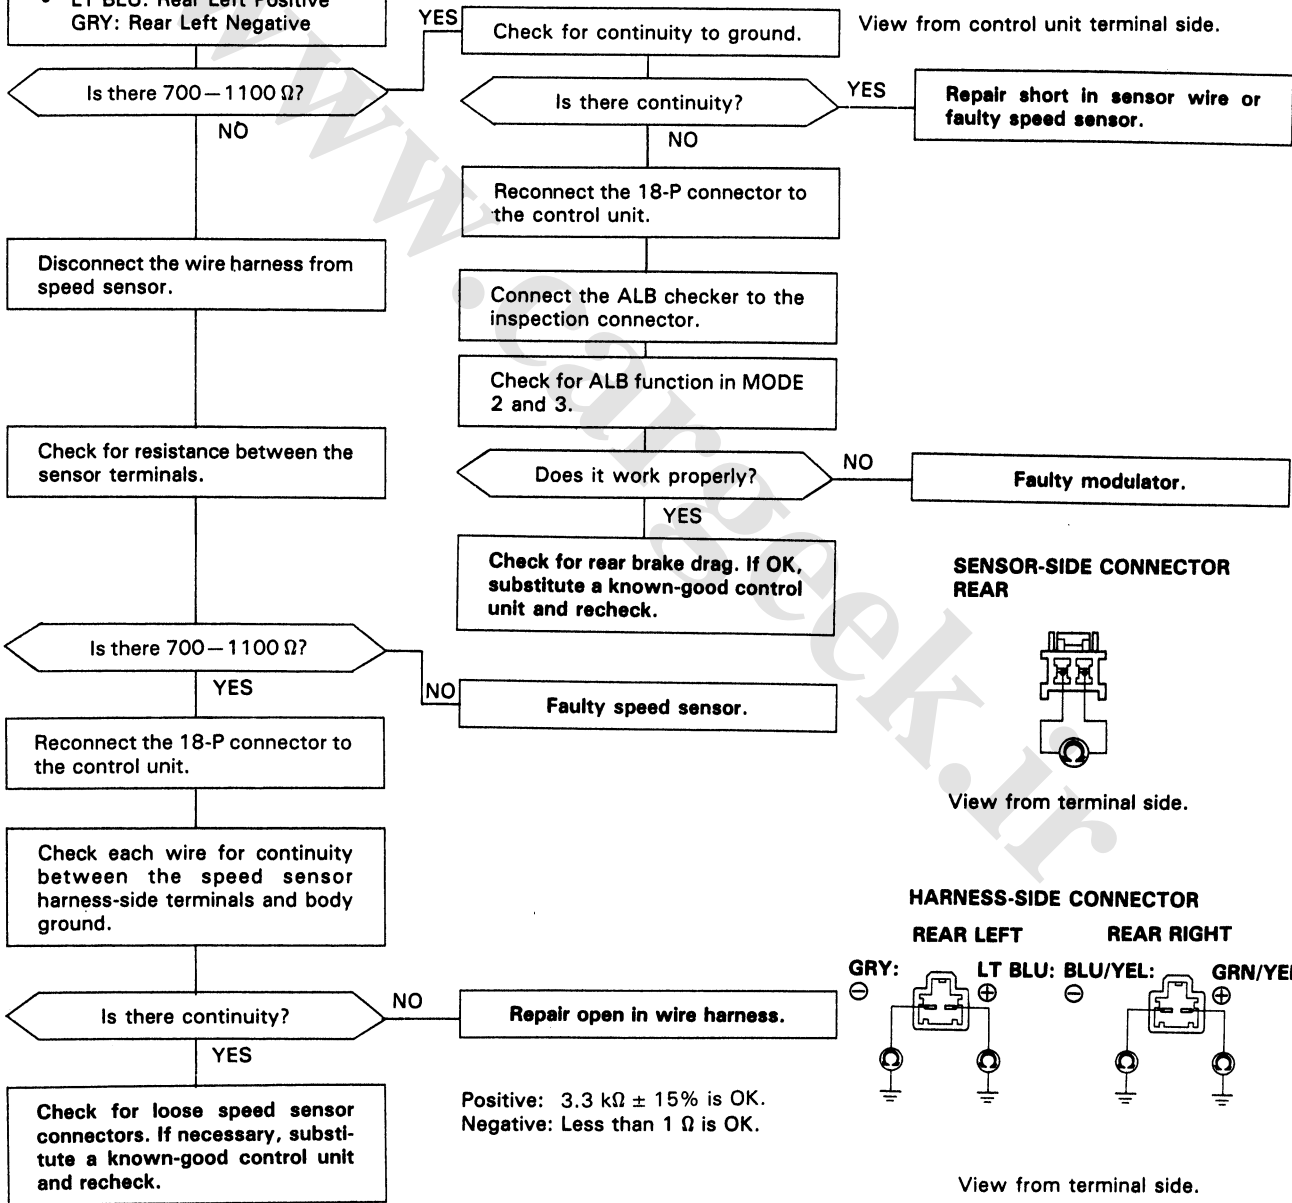 LT BLU: Rear Left Positive
GRY: Rear Left Negative
Is there 700—1100 Ω?
YES
NO
Check for continuity to ground.
View from control unit terminal side.
Is there continuity?
YES
NO
Repair short in sensor wire or
faulty speed sensor.
Reconnect the 18-P connector to
the control unit.
Disconnect the wire harness from
speed sensor.
Connect the ALB checker to the
inspection connector.
Check for ALB function in MODE
2 and 3.
Check for resistance between the
sensor terminals.
Does it work properly?
NO
YES
Faulty modulator.
Check for rear brake drag. If OK,
substitute a known-good control
unit and recheck.
SENSOR-SIDE CONNECTOR
REAR
Ω
View from terminal side.
Is there 700—1100 Ω?
YES
NO
Faulty speed sensor.
Reconnect the 18-P connector to
the control unit.
Check each wire for continuity
between the speed sensor
harness-side terminals and body
ground.
Is there continuity?
NO
YES
Repair open in wire harness.
Check for loose speed sensor
connectors. If necessary, substi-
tute a known-good control unit
and recheck.
Positive: 3.3 kΩ ± 15% is OK.
Negative: Less than 1 Ω is OK.
HARNESS-SIDE CONNECTOR
REAR LEFT
REAR RIGHT
GRY:
⊖
LT BLU:
⊕
BLU/YEL:
⊖
GRN/YEL
⊕
Ω
Ω
Ω
Ω
View from terminal side.
www.cargeek.ir